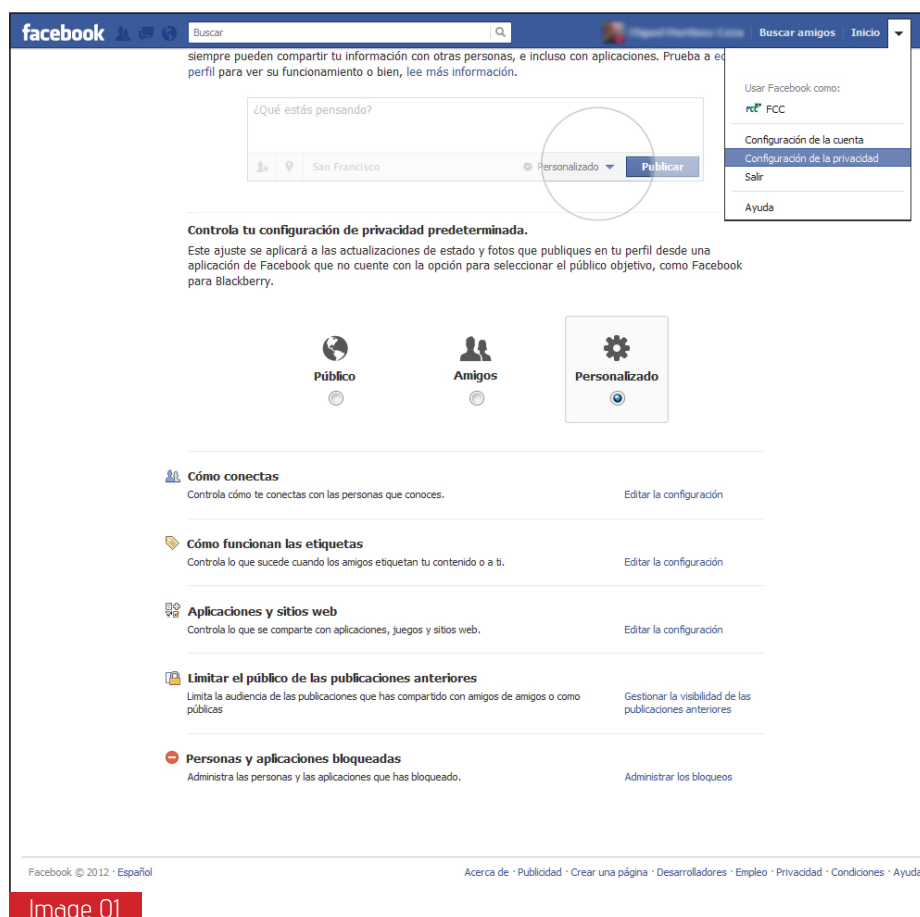 facebook
Buscar
Buscar amigos
Inicio
siempre pueden compartir tu información con otras personas, e incluso con aplicaciones. Prueba a
perfil para ver su funcionamiento o bien, lee más información.
Usar Facebook como:
FCC
Configuración de la cuenta
Configuración de la privacidad
Salir
Ayuda
¿Qué estás pensando?
San Francisco
Personalizado
Publicar
Controla tu configuración de privacidad predeterminada.
Este ajuste se aplicará a las actualizaciones de estado y fotos que publiques en tu perfil desde una
aplicación de Facebook que no cuente con la opción para seleccionar el público objetivo, como Facebook
para Blackberry.
Público
Amigos
Personalizado
Cómo conectas
Controla cómo te conectas con las personas que conoces.
Editar la configuración
Cómo funcionan las etiquetas
Controla lo que sucede cuando los amigos etiquetan tu contenido o a ti.
Editar la configuración
Aplicaciones y sitios web
Controla lo que se comparte con aplicaciones, juegos y sitios web.
Editar la configuración
Limitar el público de las publicaciones anteriores
Limita la audiencia de las publicaciones que has compartido con amigos de amigos o como
públicas
Gestionar la visibilidad de las
publicaciones anteriores
Personas y aplicaciones bloqueadas
Administra las personas y las aplicaciones que has bloqueado.
Administrar los bloqueos
Facebook © 2012 · Español
Acerca de · Publicidad · Crear una página · Desarrolladores · Empleo · Privacidad · Condiciones · Ayuda
Image 01